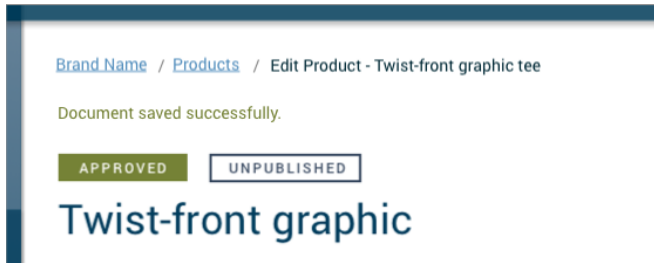 Brand Name / Products / Edit Product - Twist-front graphic tee
Document saved successfully.
APPROVED UNPUBLISHED
Twist-front graphic